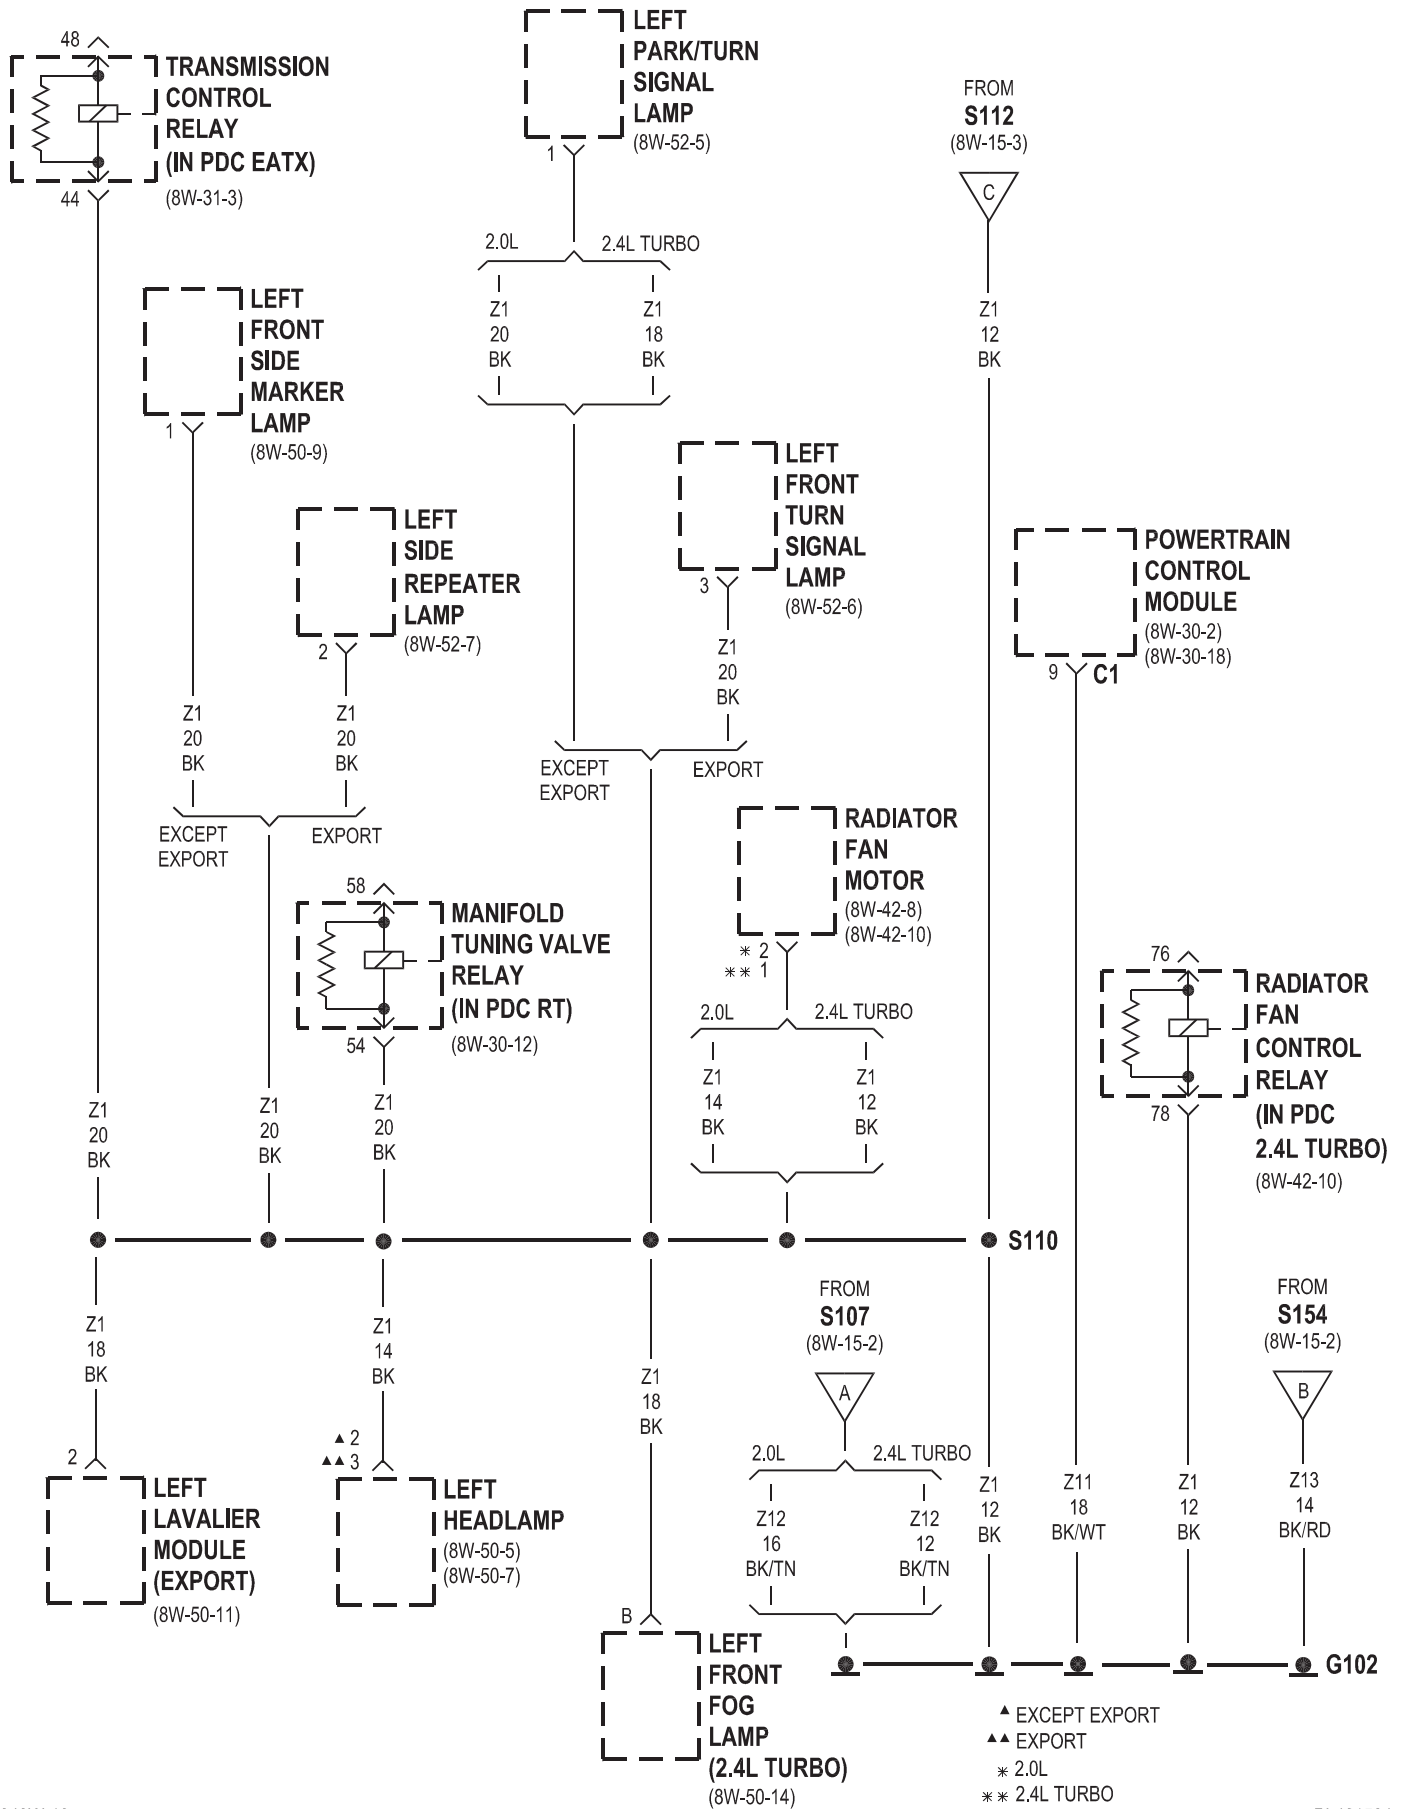 48
TRANSMISSION
CONTROL
RELAY
(IN PDC EATX)
(8W-31-3)
44
LEFT
PARK/TURN
SIGNAL
LAMP
(8W-52-5)
1
FROM
S112
(8W-15-3)
C
2.0L
2.4L TURBO
Z1
20
BK
Z1
18
BK
Z1
12
BK
LEFT
FRONT
SIDE
MARKER
LAMP
(8W-50-9)
1
LEFT
SIDE
REPEATER
LAMP
(8W-52-7)
2
LEFT
FRONT
TURN
SIGNAL
LAMP
(8W-52-6)
3
POWERTRAIN
CONTROL
MODULE
(8W-30-2)
(8W-30-18)
9
C1
Z1
20
BK
Z1
20
BK
Z1
20
BK
EXCEPT
EXPORT
EXPORT
EXCEPT
EXPORT
EXPORT
58
MANIFOLD
TUNING VALVE
RELAY
(IN PDC RT)
(8W-30-12)
54
RADIATOR
FAN
MOTOR
(8W-42-8)
(8W-42-10)
* 2
** 1
2.0L
2.4L TURBO
Z1
14
BK
Z1
12
BK
76
RADIATOR
FAN
CONTROL
RELAY
(IN PDC
2.4L TURBO)
(8W-42-10)
78
Z1
20
BK
Z1
20
BK
Z1
20
BK
S110
Z1
18
BK
Z1
14
BK
Z1
18
BK
FROM
S107
(8W-15-2)
A
FROM
S154
(8W-15-2)
B
2.0L
2.4L TURBO
Z12
16
BK/TN
Z12
12
BK/TN
Z1
12
BK
Z11
18
BK/WT
Z1
12
BK
Z13
14
BK/RD
2
LEFT
LAVALIER
MODULE
(EXPORT)
(8W-50-11)
▲ 2
▲▲ 3
LEFT
HEADLAMP
(8W-50-5)
(8W-50-7)
B
LEFT
FRONT
FOG
LAMP
(2.4L TURBO)
(8W-50-14)
G102
▲ EXCEPT EXPORT
▲▲ EXPORT
* 2.0L
** 2.4L TURBO